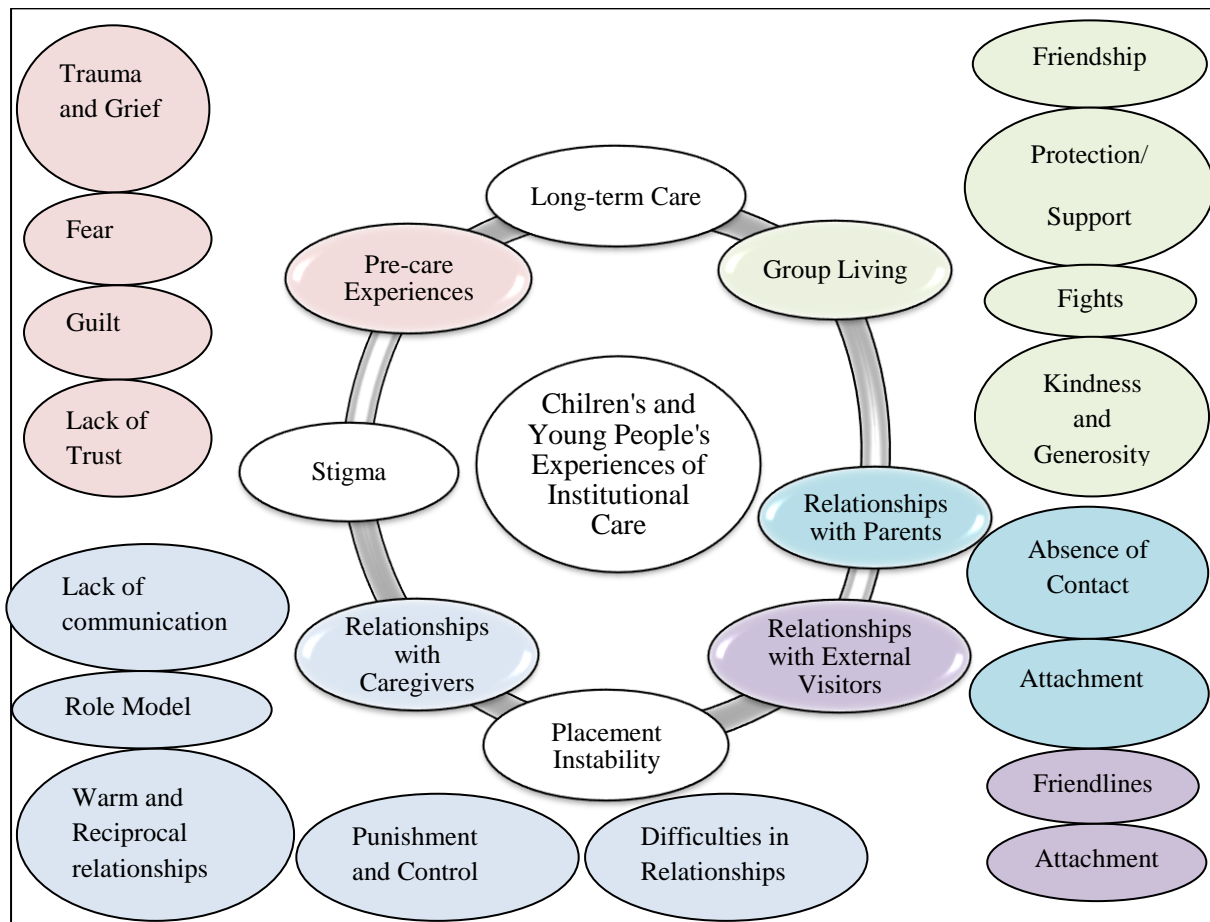 Trauma
and Grief
Fear
Guilt
Lack of
Trust
Long-term Care
Pre-care
Experiences
Group Living
Stigma
Chilren's and
Young People's
Experiences of
Institutional
Care
Relationships
with Parents
Relationships
with
Caregivers
Relationships
with External
Visitors
Placement
Instability
Friendship
Protection/
Support
Fights
Kindness
and
Generosity
Absence of
Contact
Attachment
Friendlines
Attachment
Lack of
communication
Role Model
Warm and
Reciprocal
relationships
Punishment
and Control
Difficulties in
Relationships